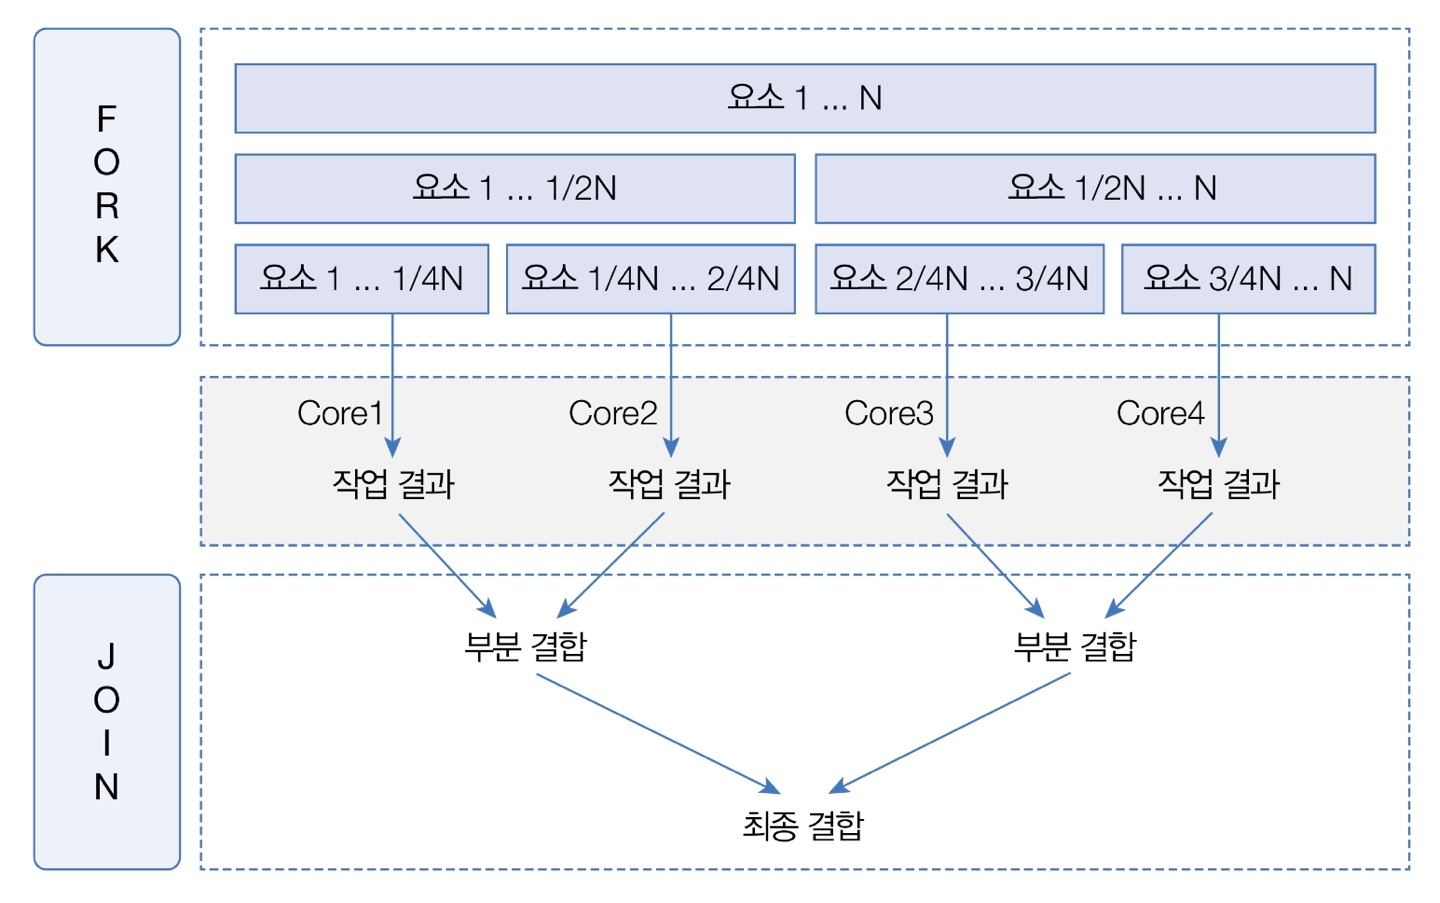 FORK
요소 1 ... N
요소 1 ... 1/2N
요소 1/2N ... N
요소 1 ... 1/4N
요소 1/4N ... 2/4N
요소 2/4N ... 3/4N
요소 3/4N ... N
Core1
Core2
Core3
Core4
작업 결과
작업 결과
작업 결과
작업 결과
JOIN
부분 결합
부분 결합
최종 결합